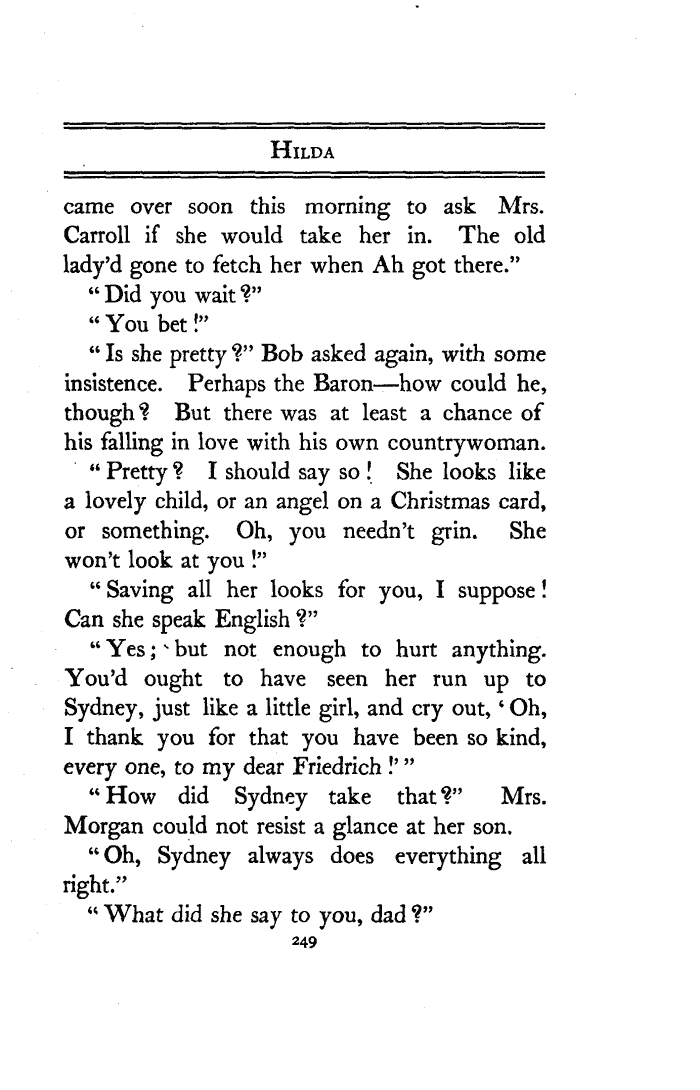 HILDA
came over soon this morning to ask Mrs.
Carroll if she would take her in. The old
lady'd gone to fetch her when Ah got there."
"Did you wait?"
"You bet!"
"Is she pretty?" Bob asked again, with some
insistence. Perhaps the Baron—how could he,
though? But there was at least a chance of
his falling in love with his own countrywoman.
"Pretty? I should say so! She looks like
a lovely child, or an angel on a Christmas card,
or something. Oh, you needn't grin. She
won't look at you!"
"Saving all her looks for you, I suppose!
Can she speak English?"
"Yes; but not enough to hurt anything.
You'd ought to have seen her run up to
Sydney, just like a little girl, and cry out, 'Oh,
I thank you for that you have been so kind,
every one, to my dear Friedrich!'"
"How did Sydney take that?" Mrs.
Morgan could not resist a glance at her son.
"Oh, Sydney always does everything all
right."
"What did she say to you, dad?"
249